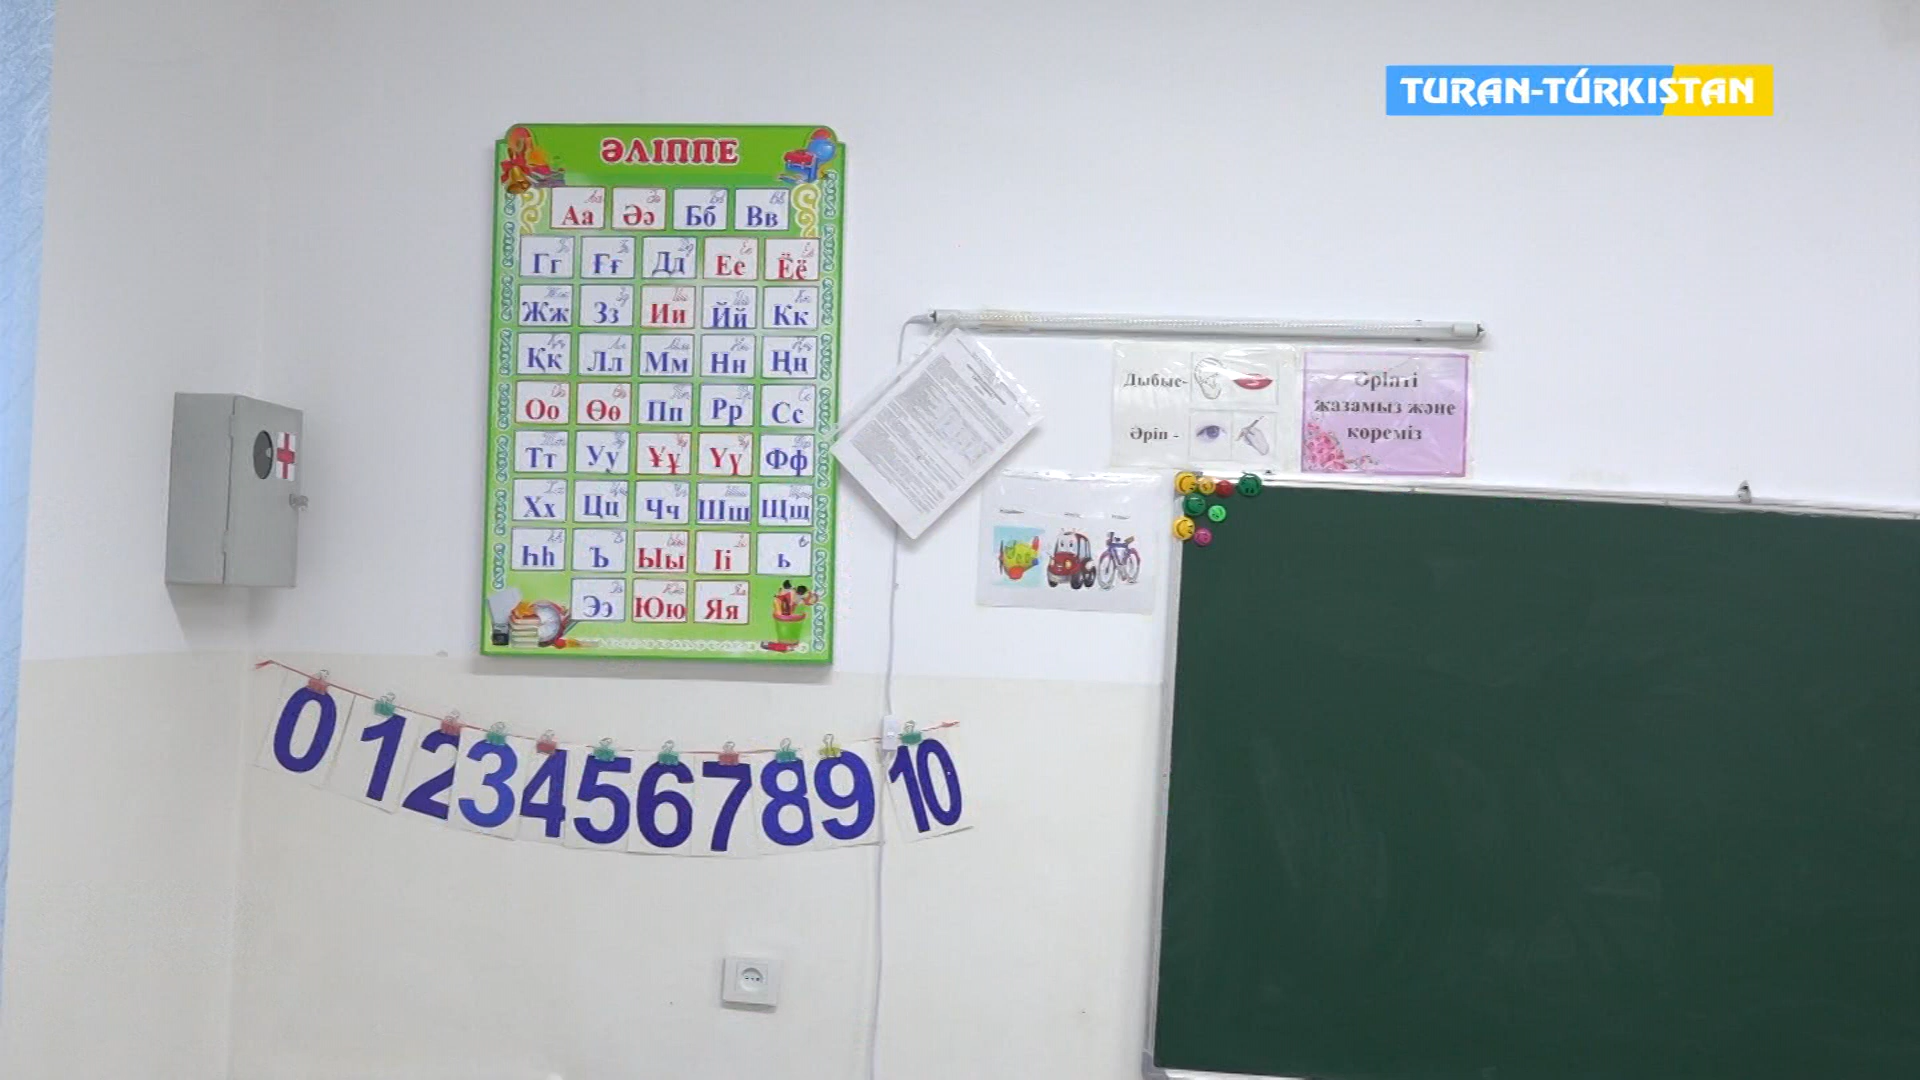 TURAN-TÚRKISTAN
ӘЛІППЕ
Аа Әә Бб Вв
Гг Ғғ Дд Ее Ёё
Жж Зз Ии Йй Кк
Ққ Лл Мм Нн Ңң
Оо Өө Пп Рр Сс
Тт Уу Ұұ Үү Фф
Хх Цц Чч Шш Щщ
Һһ Ъ Ыы Іі ь
Ээ Юю Яя
Дыбыс-
Әріп -
Әріпті
жазамыз және
көреміз
0 1 2 3 4 5 6 7 8 9 10